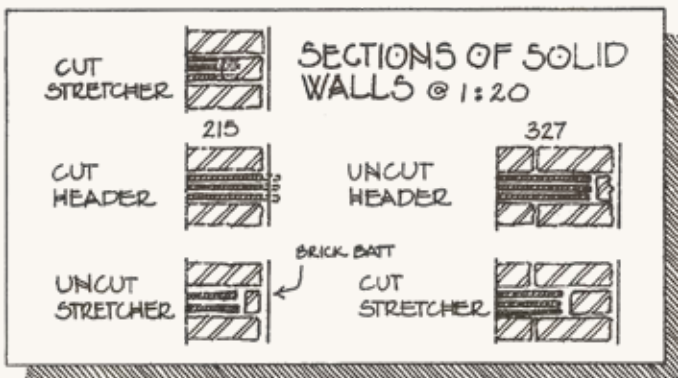 CUT
STRETCHER
SECTIONS OF SOLID
WALLS @ 1:20
215
327
CUT
HEADER
UNCUT
HEADER
BRICK BATT
UNCUT
STRETCHER
CUT
STRETCHER